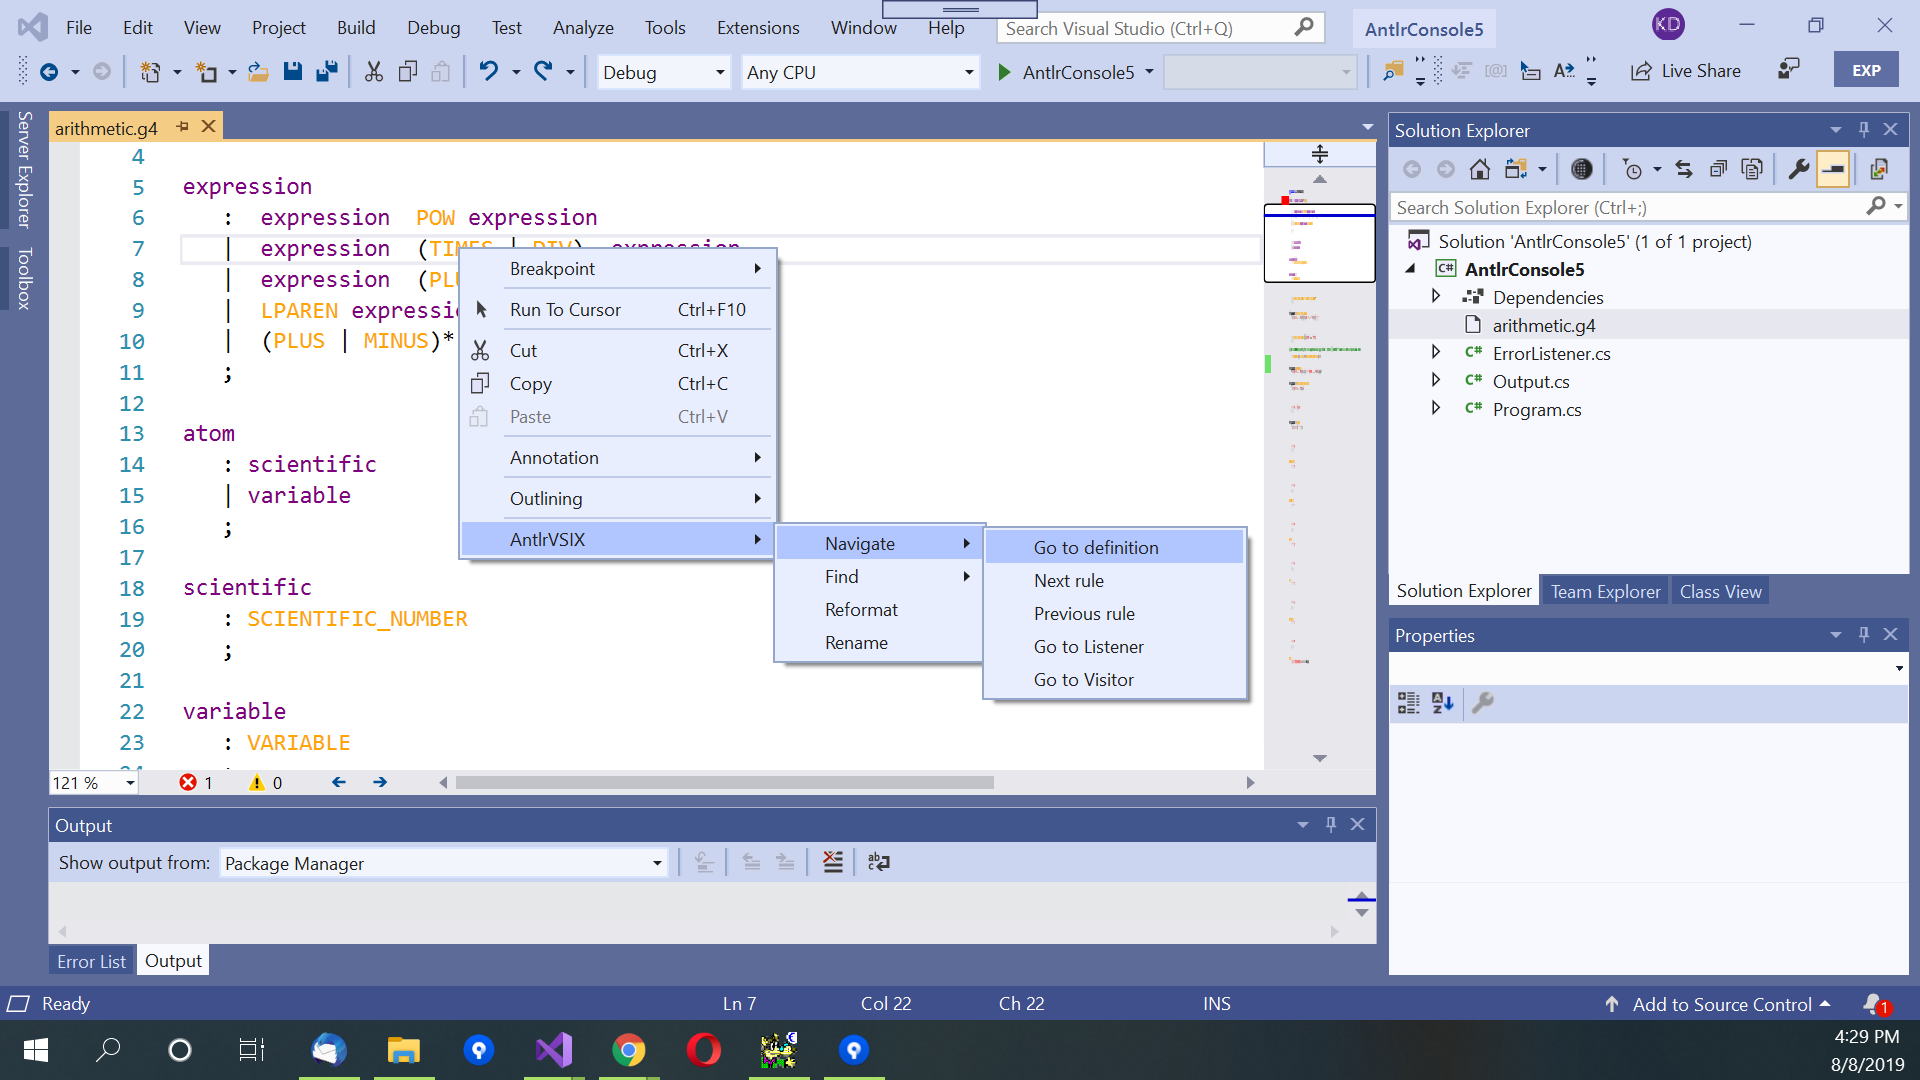 File Edit View Project Build Debug Test Analyze Tools Extensions Window Help Search Visual Studio (Ctrl+Q) AntlrConsole5 KD
Debug Any CPU AntlrConsole5 Live Share EXP
Server Explorer
Toolbox
arithmetic.g4
4
5 expression
6 : expression POW expression
7 | expression (TIMES | DIV) expression
8 | expression (PLU
9 | LPAREN expressi
10 | (PLUS | MINUS)*
11 ;
12
13 atom
14 : scientific
15 | variable
16 ;
17
18 scientific
19 : SCIENTIFIC_NUMBER
20 ;
21
22 variable
23 : VARIABLE
24 ;
Breakpoint
Run To Cursor Ctrl+F10
Cut Ctrl+X
Copy Ctrl+C
Paste Ctrl+V
Annotation
Outlining
AntlrVSIX
Navigate
Find
Reformat
Rename
Go to definition
Next rule
Previous rule
Go to Listener
Go to Visitor
121 % 1 0
Output
Show output from: Package Manager
Error List Output
Solution Explorer
Search Solution Explorer (Ctrl+;)
Solution 'AntlrConsole5' (1 of 1 project)
C# AntlrConsole5
Dependencies
arithmetic.g4
C# ErrorListener.cs
C# Output.cs
C# Program.cs
Solution Explorer Team Explorer Class View
Properties
Ready Ln 7 Col 22 Ch 22 INS Add to Source Control 1
4:29 PM
8/8/2019